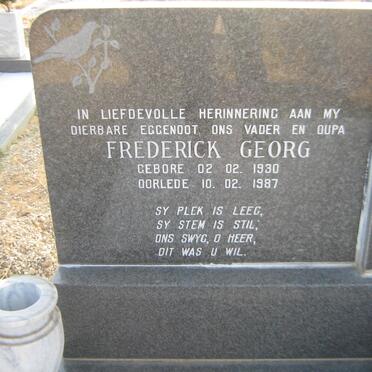 IN LIEFDEVOLLE HERINNERING AAN MY
DIERBARE EGGENOOT, ONS VADER EN OUPA
FREDERICK GEORG
GEBORE 02. 02. 1930
OORLEDE 10. 02. 1987
SY PLEK IS LEEG,
SY STEM IS STIL,
ONS SWYG, O HEER,
DIT WAS U WIL.